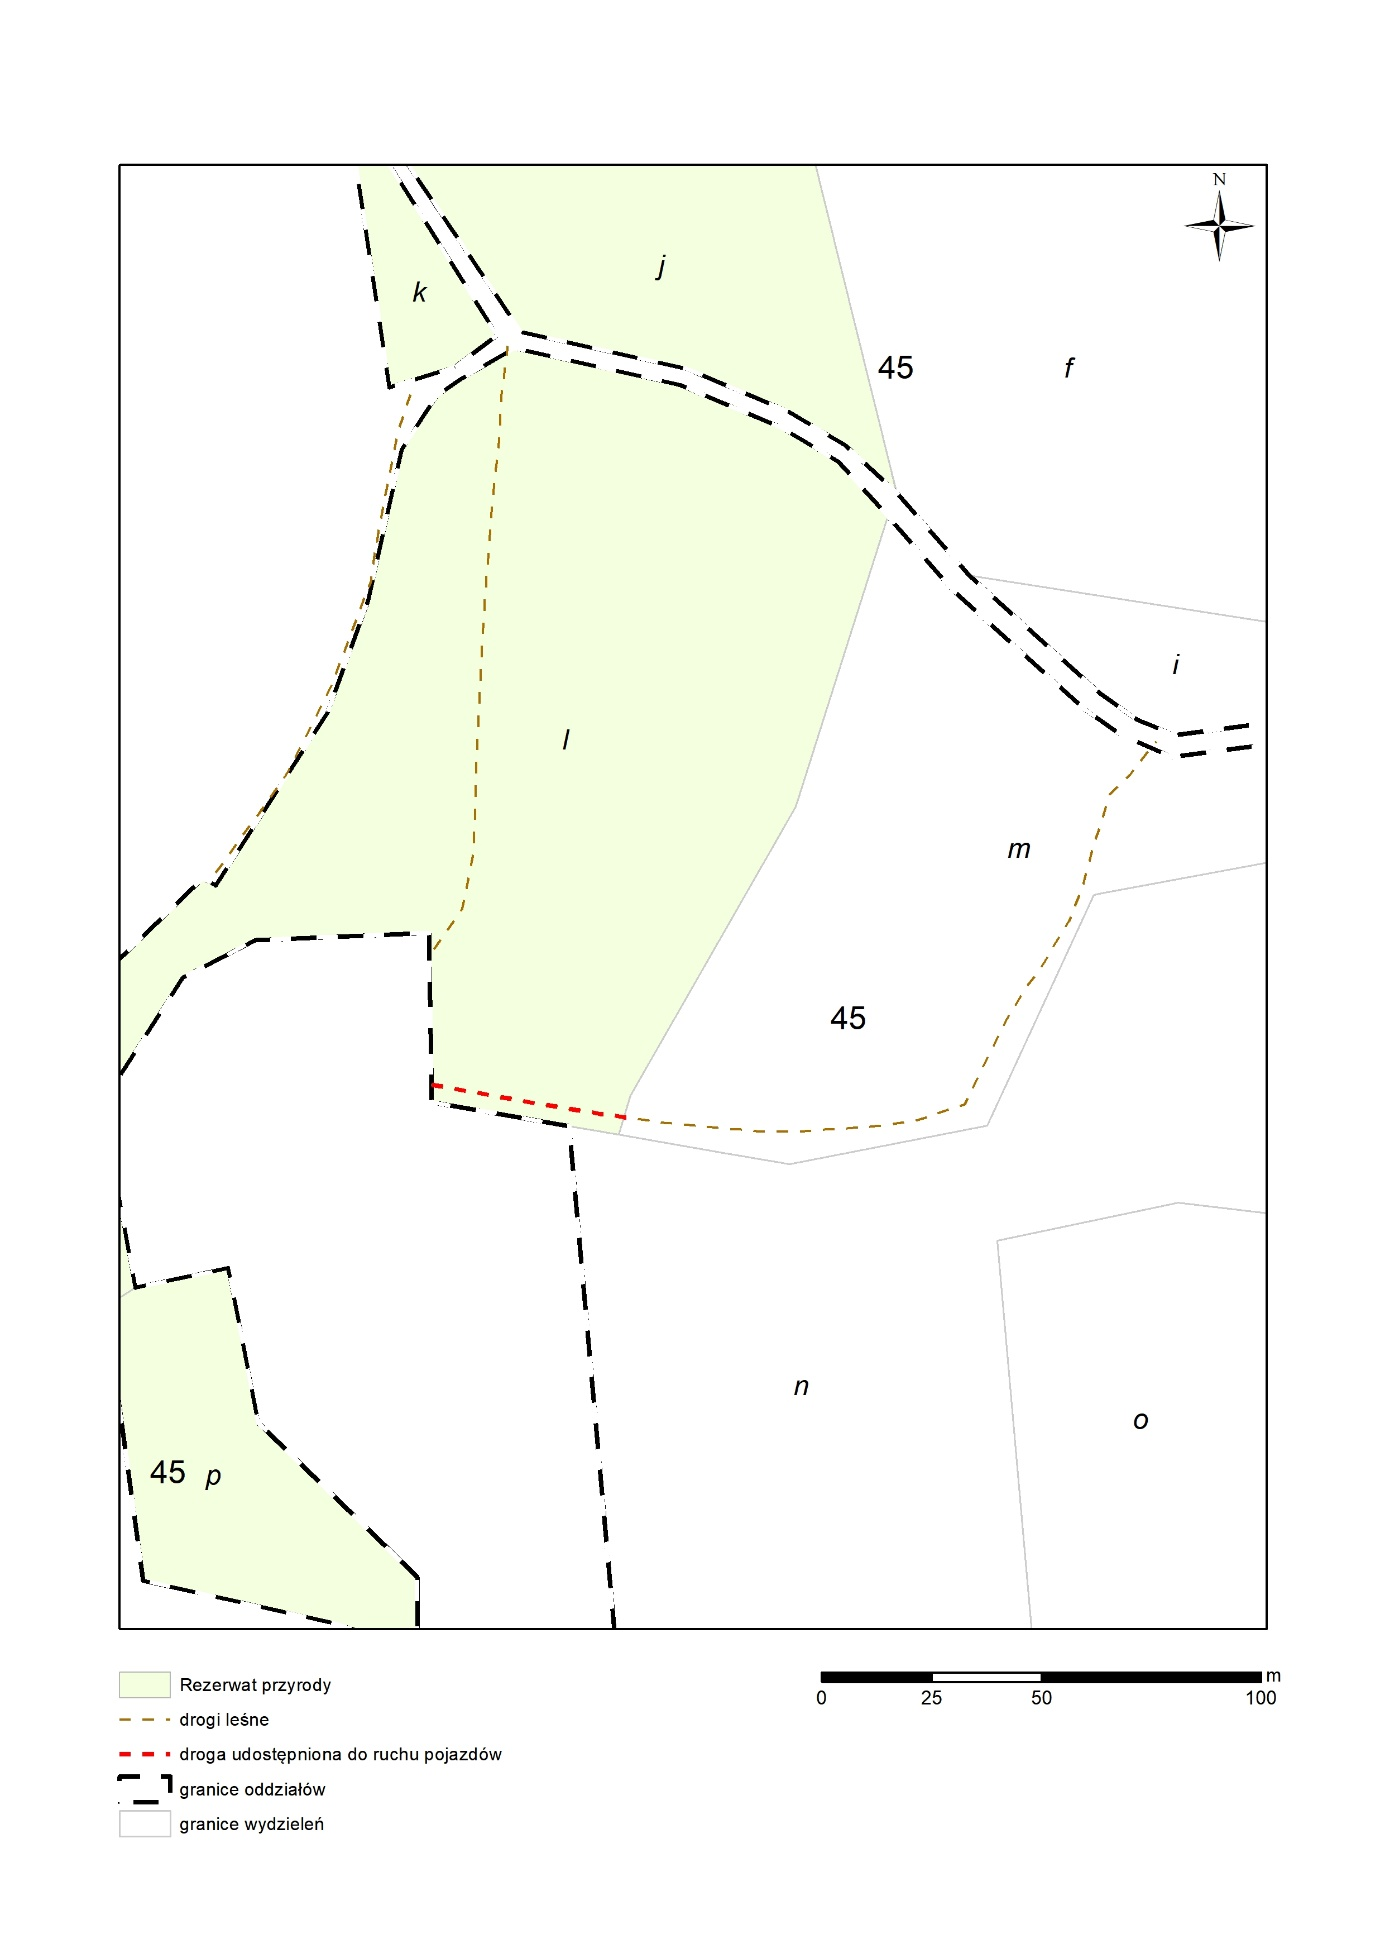 N
j
k
45
f
i
l
m
45
n
o
45 p
Rezerwat przyrody
drogi leśne
droga udostępniona do ruchu pojazdów
granice oddziałów
granice wydzieleń
m
0 25 50 100